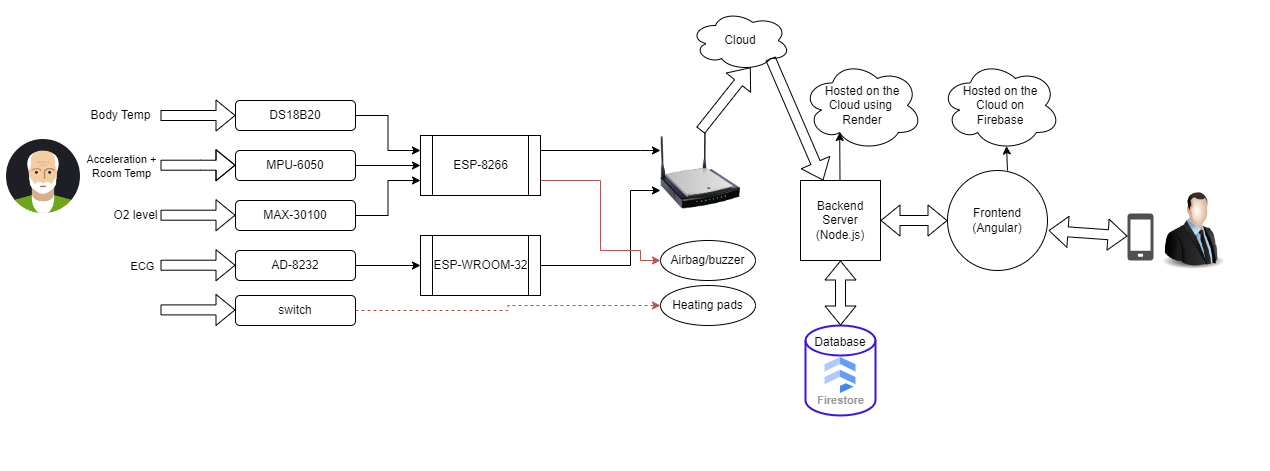 Cloud
Hosted on the
Cloud using
Render
Hosted on the
Cloud on
Firebase
Body Temp
DS18B20
Acceleration +
Room Temp
MPU-6050
ESP-8266
O2 level
MAX-30100
Backend
Server
(Node.js)
Frontend
(Angular)
ECG
AD-8232
ESP-WROOM-32
Airbag/buzzer
switch
Heating pads
Database
Firestore